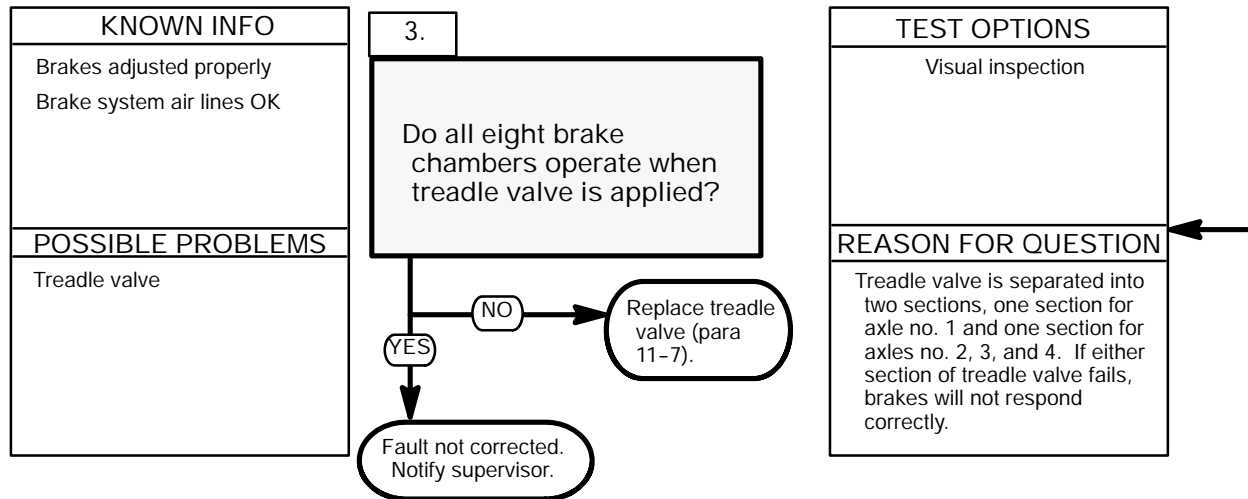 KNOWN INFO
Brakes adjusted properly
Brake system air lines OK
POSSIBLE PROBLEMS
Treadle valve
3.
Do all eight brake
chambers operate when
treadle valve is applied?
NO
Replace treadle
valve (para
11-7).
YES
Fault not corrected.
Notify supervisor.
TEST OPTIONS
Visual inspection
REASON FOR QUESTION
Treadle valve is separated into
two sections, one section for
axle no. 1 and one section for
axles no. 2, 3, and 4. If either
section of treadle valve fails,
brakes will not respond
correctly.